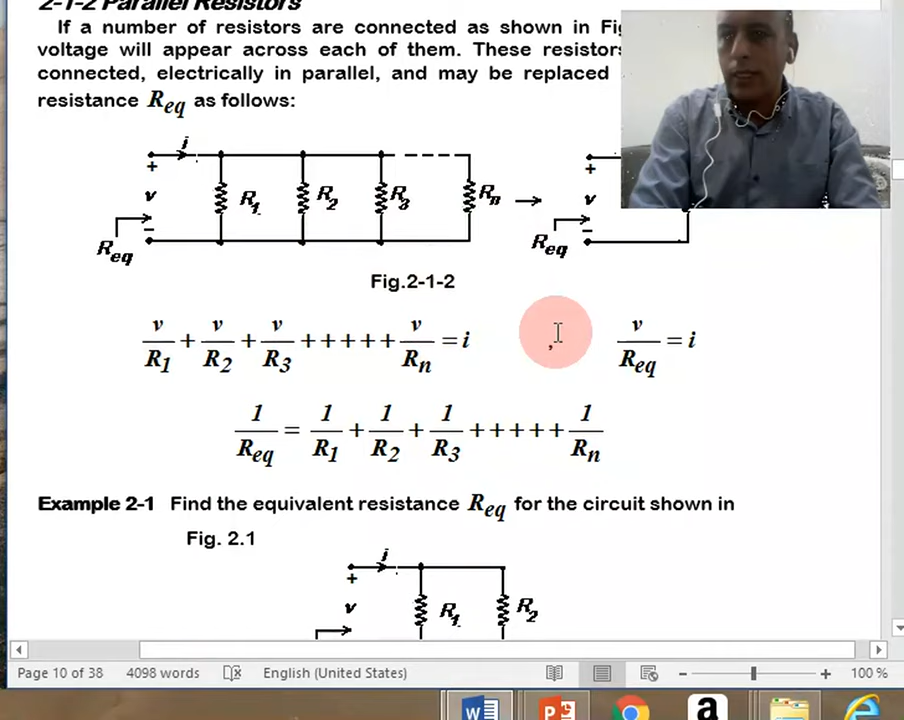 2-1-2 Parallel Resistors
If a number of resistors are connected as shown in
voltage will appear across each of them. These
connected, electrically in parallel, and may be replaced
resistance Req as follows:
i
+ v - Req R1 R2 R3 Rn → + v - Req
Fig.2-1-2
v/R1 + v/R2 + v/R3 +++++ v/Rn = i , v/Req = i
1/Req = 1/R1 + 1/R2 + 1/R3 +++++ 1/Rn
Example 2-1 Find the equivalent resistance Req for the circuit shown in
Fig. 2.1
i
+
v R1 R2
Page 10 of 38 4098 words English (United States) 100 %
W P a